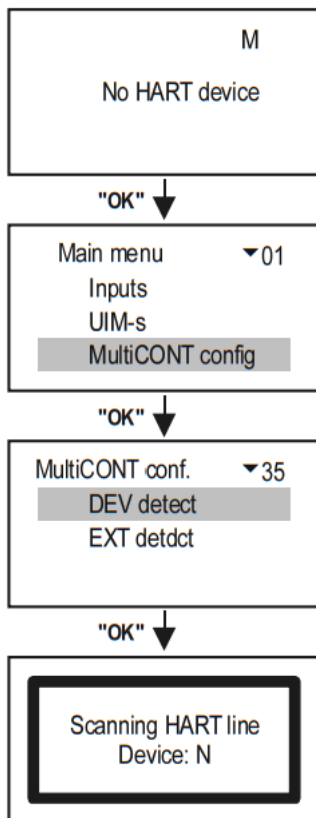 M
No HART device
"OK"
Main menu ▼01
Inputs
UIM-s
MultiCONT config
"OK"
MultiCONT conf. ▼35
DEV detect
EXT detdct
"OK"
Scanning HART line
Device: N